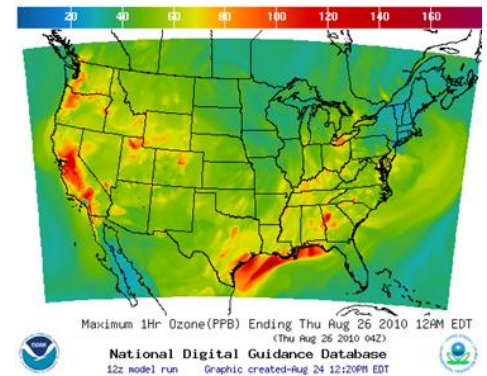 20 40 60 80 100 120 140 160
Maximum 1Hr Ozone(PPB) Ending Thu Aug 26 2010 12AM EDT
(Thu Aug 26 2010 04Z)
National Digital Guidance Database
12z model run Graphic created-Aug 24 12:20PM EDT